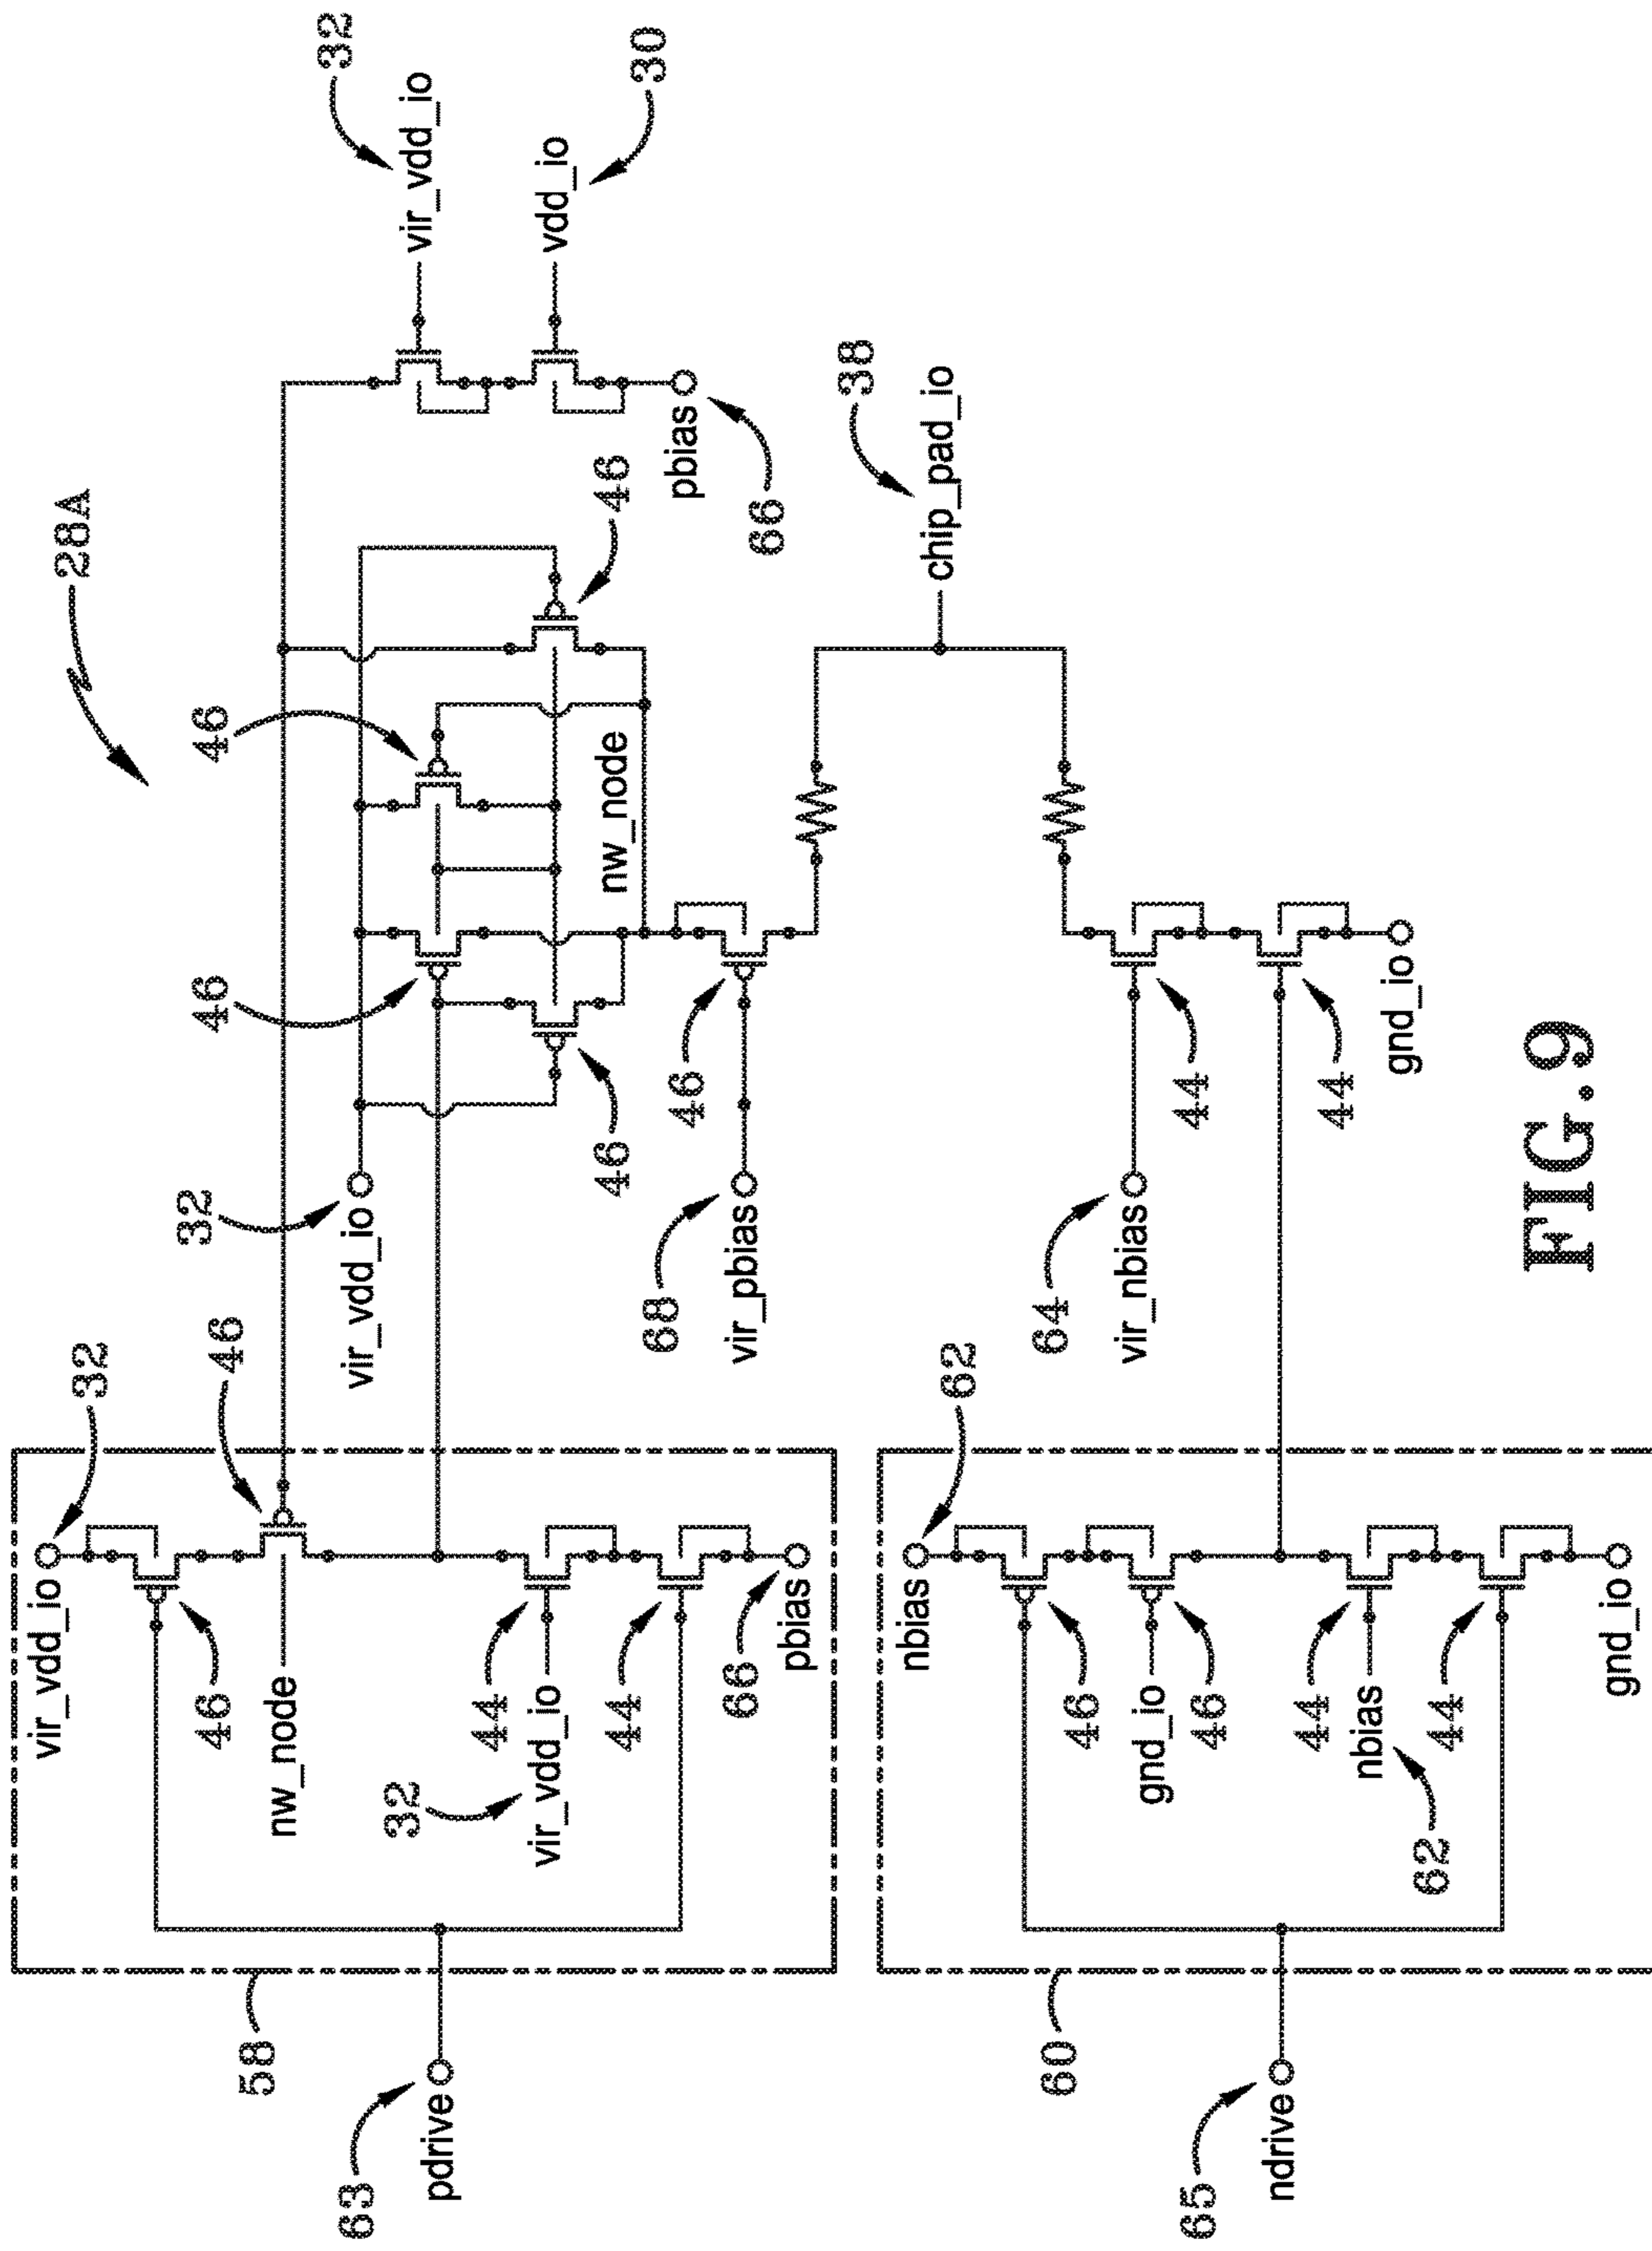 28A
vir_vdd_io
32
46
46
32
46
46
58
nw_node
63
vir_vdd_io
32
32
vir_vdd_io
pdrive
44
vir_vdd_io
vdd_io
44
46
nw_node
46
30
68
46
pbias
66
vir_pbias
66
pbias
38
nbias
62
chip_pad_io
60
64
46
vir_nbias
gnd_io
65
46
44
ndrive
44
44
nbias
gnd_io
62
44
FIG.9
gnd_io